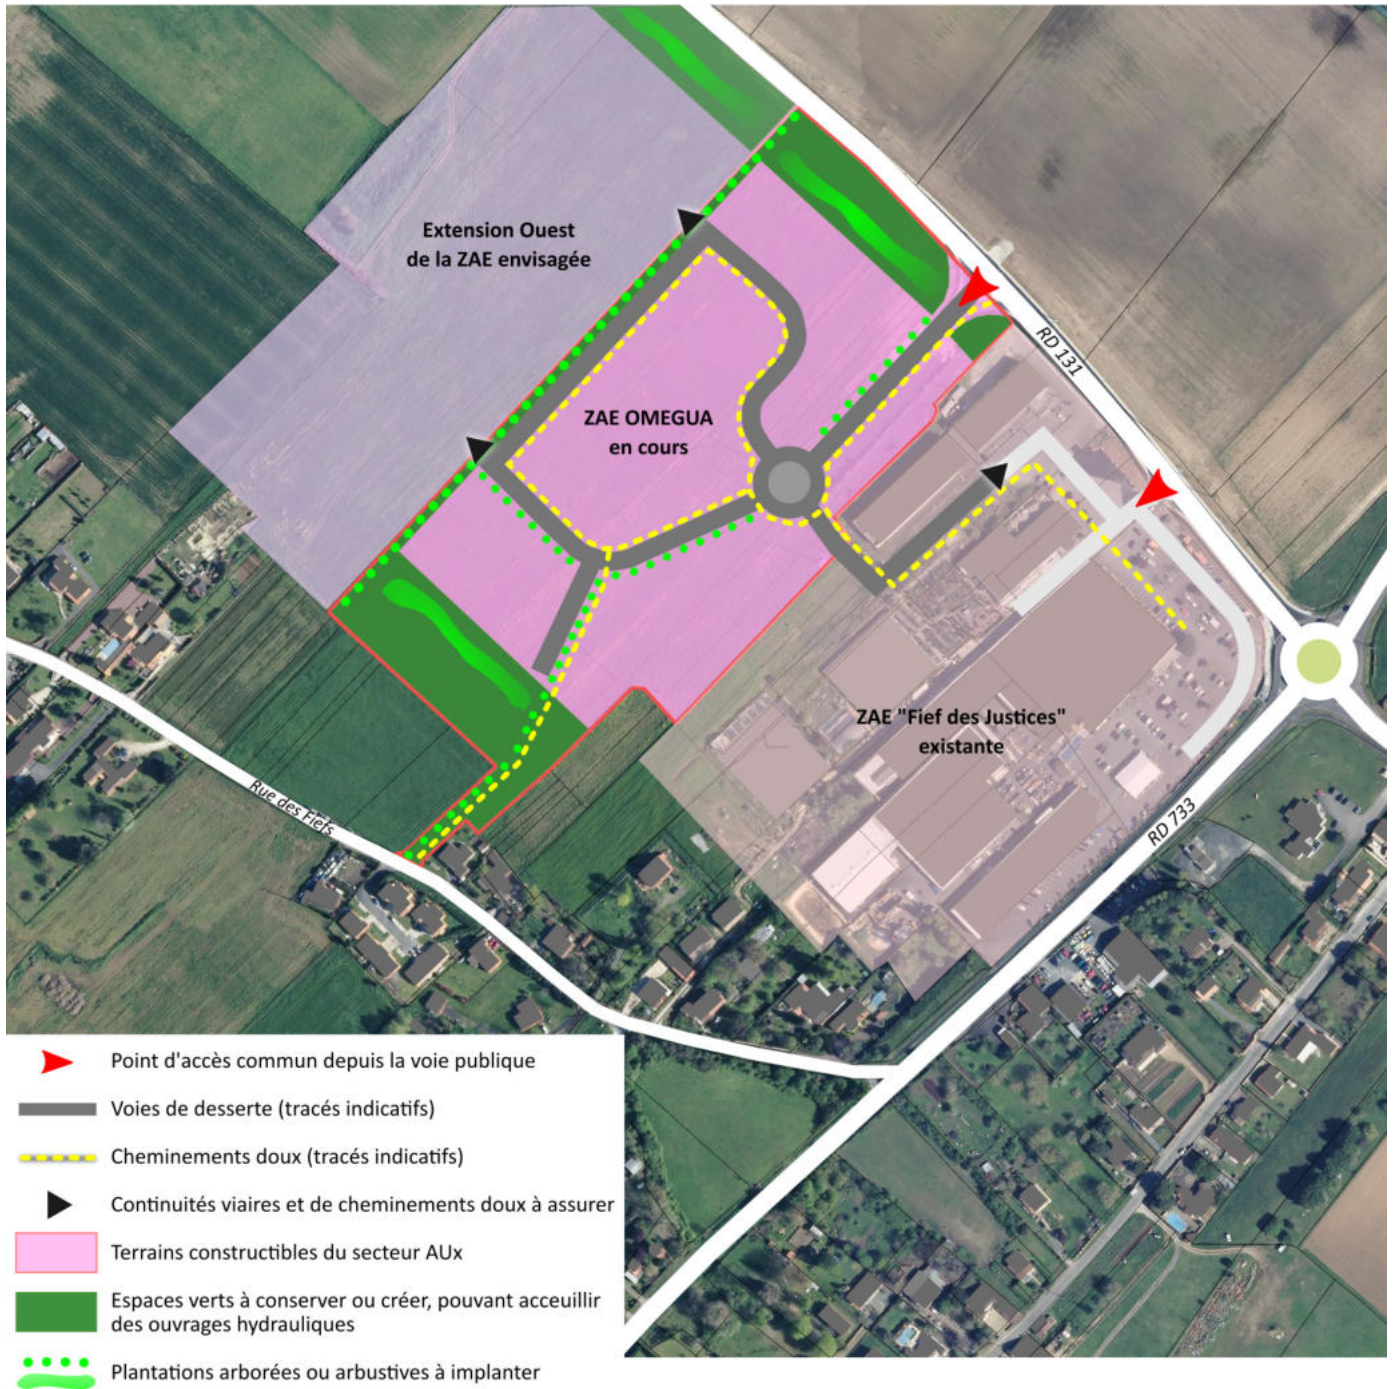 Extension Ouest
de la ZAE envisagée
RD 131
ZAE OMEGUA
en cours
ZAE "Fief des Justices"
existante
Rue des Fiefs
RD 733
Point d'accès commun depuis la voie publique
Voies de desserte (tracés indicatifs)
Cheminements doux (tracés indicatifs)
Continuités viaires et de cheminements doux à assurer
Terrains constructibles du secteur AUx
Espaces verts à conserver ou créer, pouvant acceuillir
des ouvrages hydrauliques
Plantations arborées ou arbustives à implanter